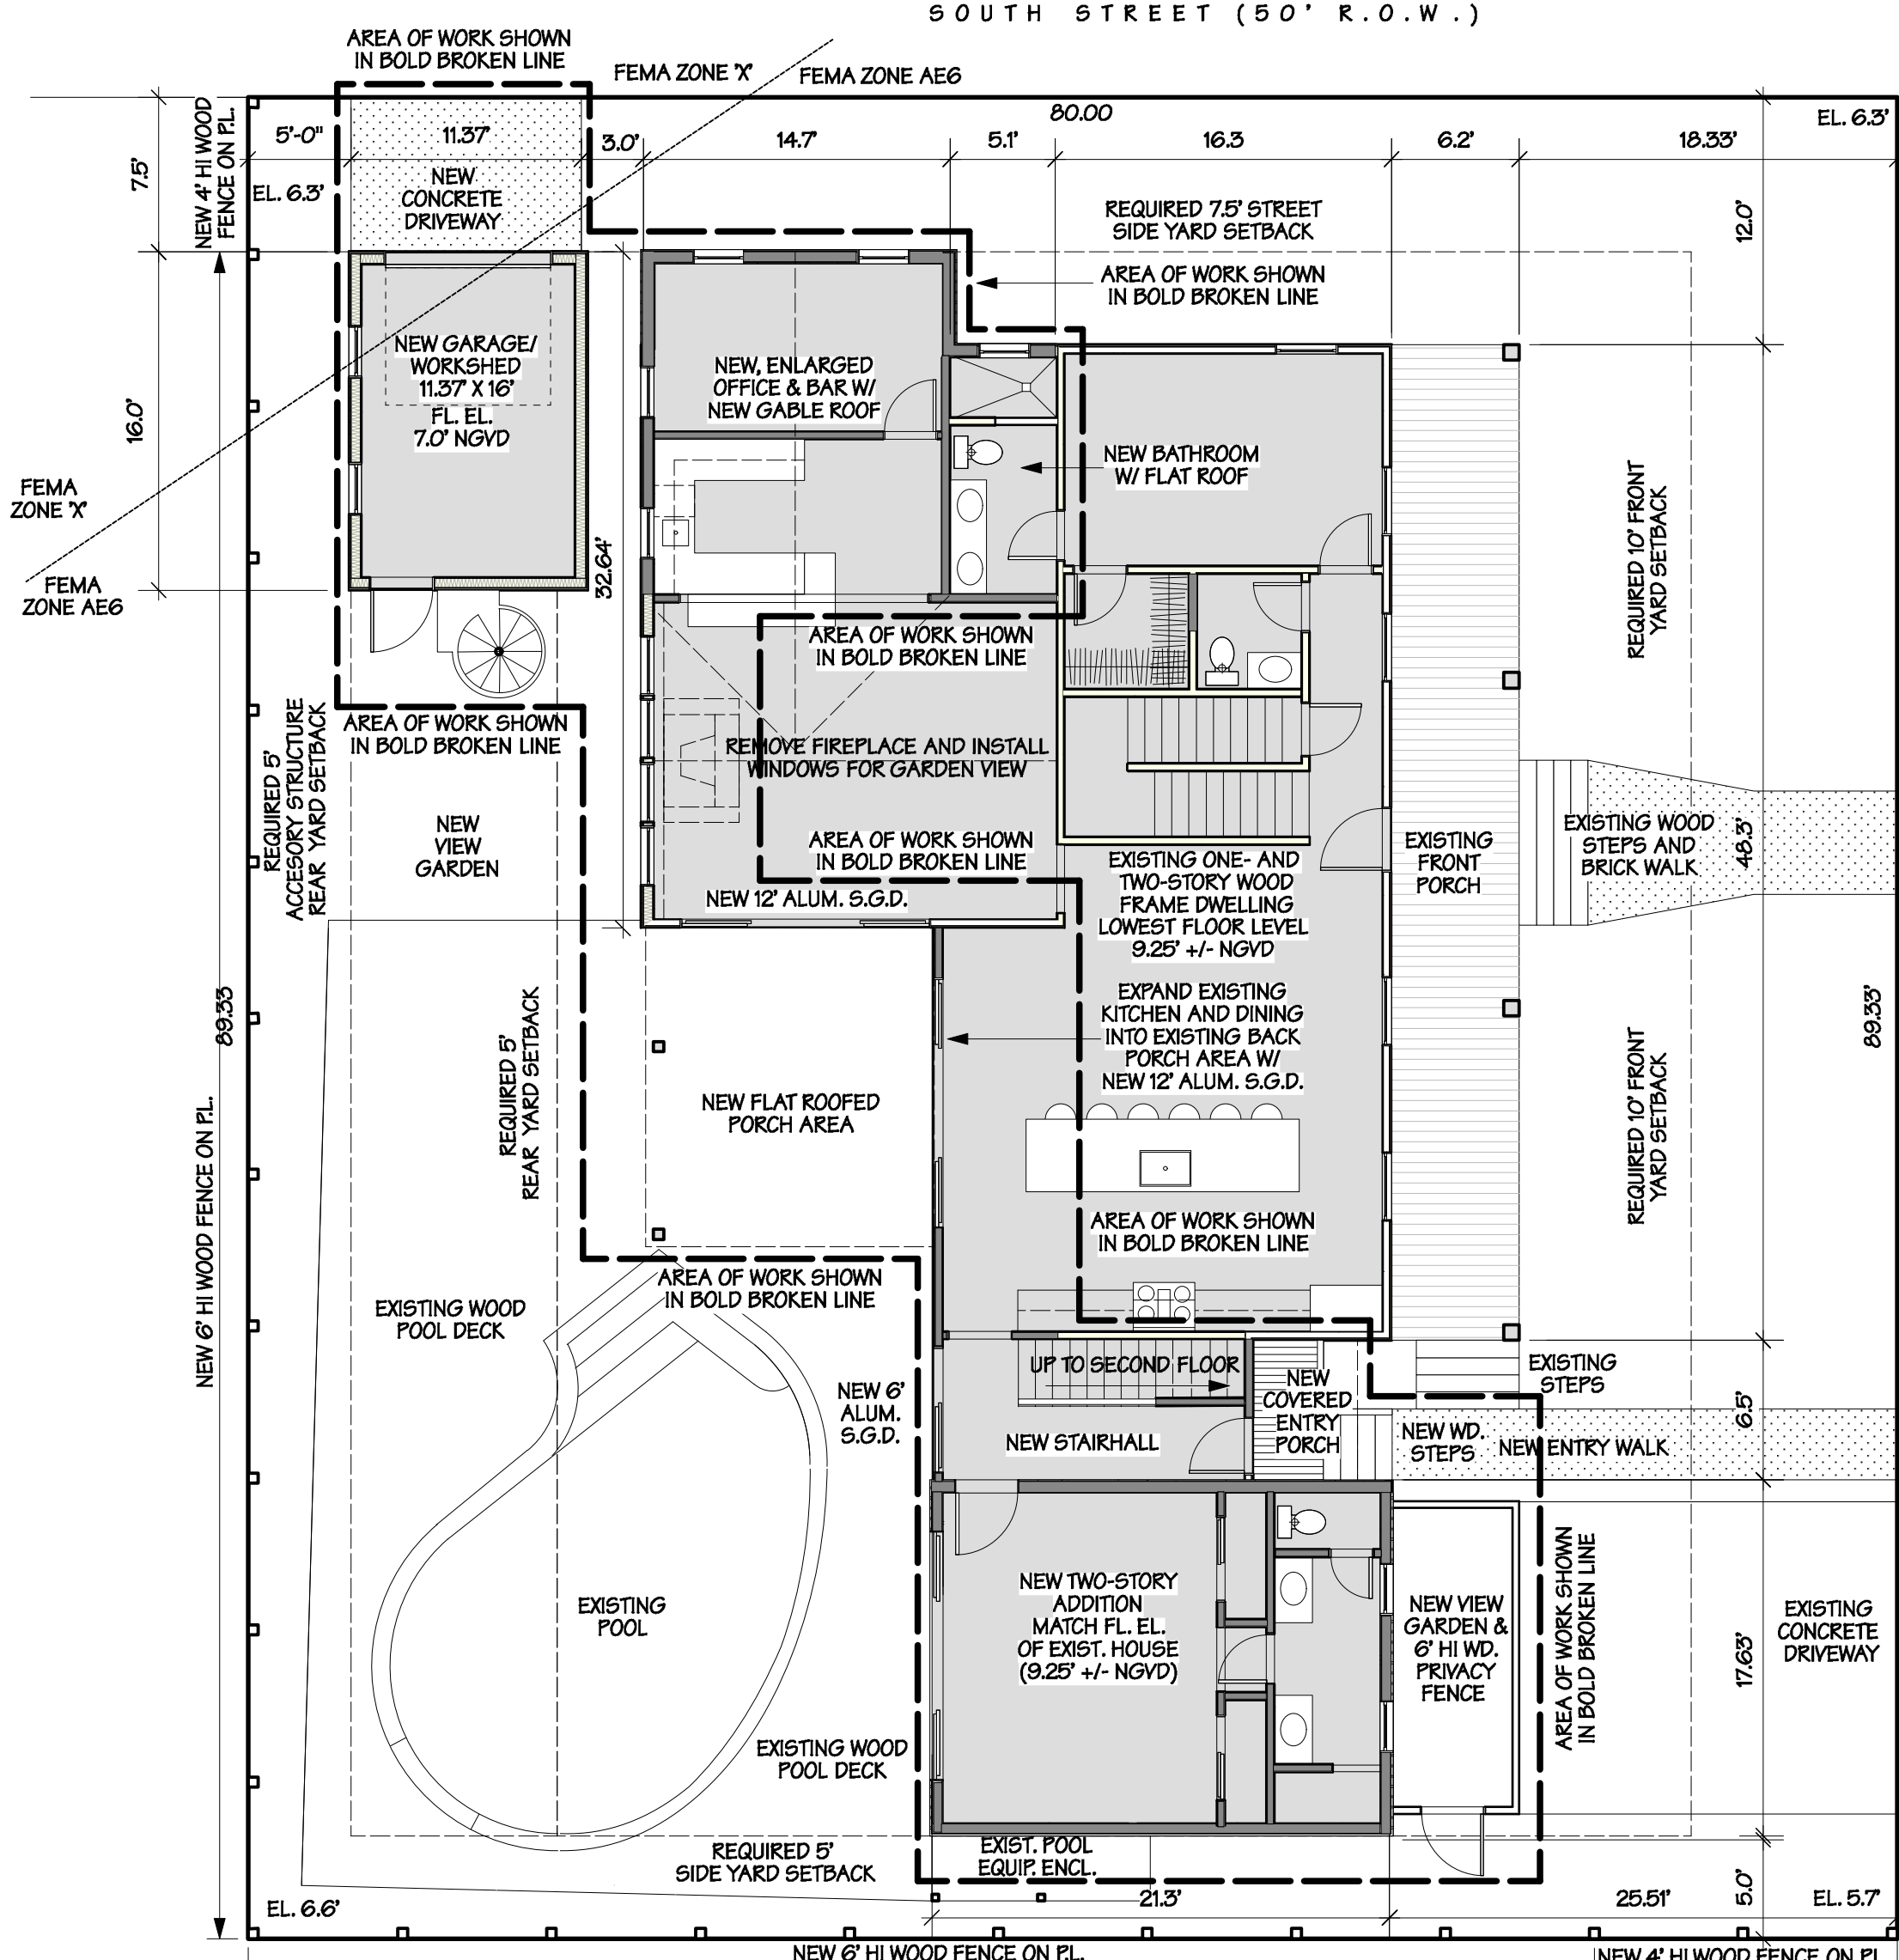 SOUTH STREET (50' R.O.W.)
AREA OF WORK SHOWN
IN BOLD BROKEN LINE
FEMA ZONE 'X'
FEMA ZONE AE6
80.00
EL. 6.3'
NEW 4' HI WOOD
FENCE ON P.L.
5'-0"
11.37'
3.0'
14.7'
5.1'
16.3
6.2'
18.33'
7.5'
EL. 6.3'
NEW
CONCRETE
DRIVEWAY
REQUIRED 7.5' STREET
SIDE YARD SETBACK
12.0'
AREA OF WORK SHOWN
IN BOLD BROKEN LINE
NEW GARAGE/
WORKSHED
11.37' X 16'
FL. EL.
7.0' NGVD
16.0'
NEW, ENLARGED
OFFICE & BAR W/
NEW GABLE ROOF
NEW BATHROOM
W/ FLAT ROOF
FEMA
ZONE 'X'
FEMA
ZONE AE6
32.64'
REQUIRED 10' FRONT
YARD SETBACK
AREA OF WORK SHOWN
IN BOLD BROKEN LINE
AREA OF WORK SHOWN
IN BOLD BROKEN LINE
REQUIRED 5'
ACCESORY STRUCTURE
REAR YARD SETBACK
REMOVE FIREPLACE AND INSTALL
WINDOWS FOR GARDEN VIEW
NEW
VIEW
GARDEN
AREA OF WORK SHOWN
IN BOLD BROKEN LINE
NEW 12' ALUM. S.G.D.
EXISTING ONE- AND
TWO-STORY WOOD
FRAME DWELLING
LOWEST FLOOR LEVEL
9.25' +/- NGVD
EXISTING
FRONT
PORCH
EXISTING WOOD
STEPS AND
BRICK WALK
48.3'
89.33
89.33'
EXPAND EXISTING
KITCHEN AND DINING
INTO EXISTING BACK
PORCH AREA W/
NEW 12' ALUM. S.G.D.
REQUIRED 5'
REAR YARD SETBACK
NEW FLAT ROOFED
PORCH AREA
REQUIRED 10' FRONT
YARD SETBACK
NEW 6' HI WOOD FENCE ON P.L.
AREA OF WORK SHOWN
IN BOLD BROKEN LINE
AREA OF WORK SHOWN
IN BOLD BROKEN LINE
EXISTING WOOD
POOL DECK
UP TO SECOND FLOOR
NEW
COVERED
ENTRY
PORCH
EXISTING
STEPS
NEW 6'
ALUM.
S.G.D.
NEW STAIRHALL
NEW WD.
STEPS
NEW ENTRY WALK
6.5'
EXISTING
POOL
NEW TWO-STORY
ADDITION
MATCH FL. EL.
OF EXIST. HOUSE
(9.25' +/- NGVD)
NEW VIEW
GARDEN &
6' HI WD.
PRIVACY
FENCE
AREA OF WORK SHOWN
IN BOLD BROKEN LINE
17.63'
EXISTING
CONCRETE
DRIVEWAY
EXISTING WOOD
POOL DECK
REQUIRED 5'
SIDE YARD SETBACK
EXIST. POOL
EQUIP. ENCL.
EL. 6.6'
21.3'
25.51'
5.0'
EL. 5.7'
NEW 6' HI WOOD FENCE ON P.L.
NEW 4' HI WOOD FENCE ON P.L.